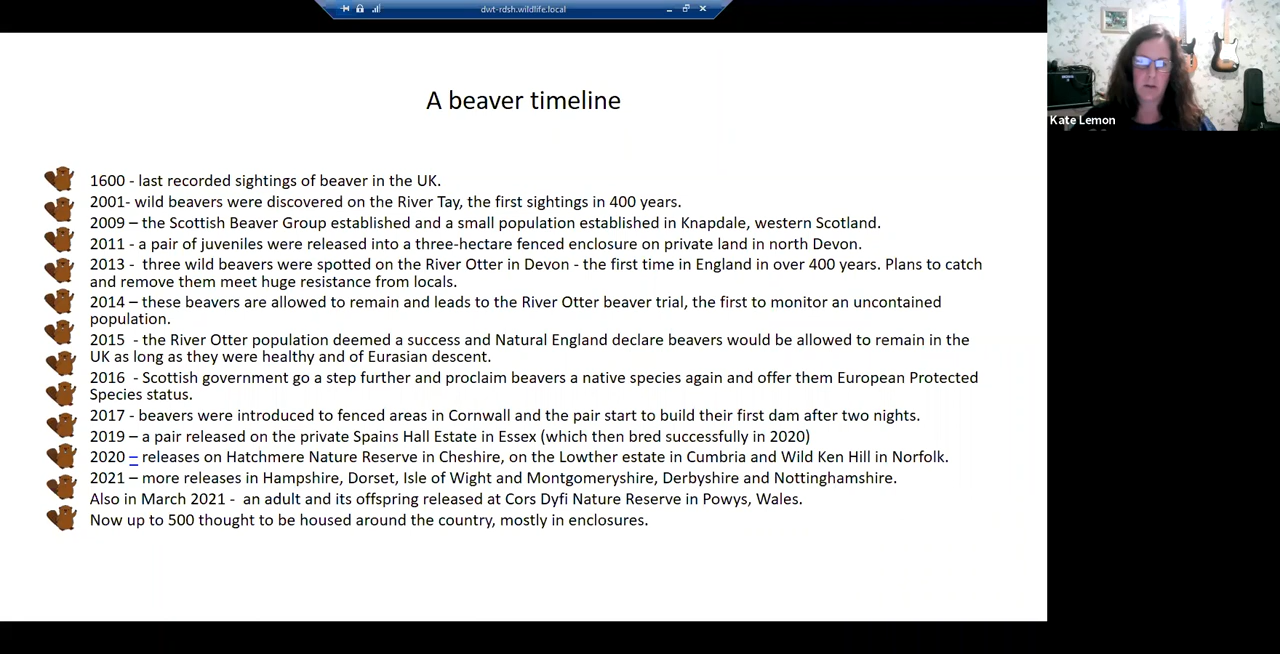 dwt-rdsh.wildlife.local
A beaver timeline
Kate Lemon
1600 - last recorded sightings of beaver in the UK.
2001- wild beavers were discovered on the River Tay, the first sightings in 400 years.
2009 – the Scottish Beaver Group established and a small population established in Knapdale, western Scotland.
2011 - a pair of juveniles were released into a three-hectare fenced enclosure on private land in north Devon.
2013 - three wild beavers were spotted on the River Otter in Devon - the first time in England in over 400 years. Plans to catch
and remove them meet huge resistance from locals.
2014 – these beavers are allowed to remain and leads to the River Otter beaver trial, the first to monitor an uncontained
population.
2015 - the River Otter population deemed a success and Natural England declare beavers would be allowed to remain in the
UK as long as they were healthy and of Eurasian descent.
2016 - Scottish government go a step further and proclaim beavers a native species again and offer them European Protected
Species status.
2017 - beavers were introduced to fenced areas in Cornwall and the pair start to build their first dam after two nights.
2019 – a pair released on the private Spains Hall Estate in Essex (which then bred successfully in 2020)
2020 – releases on Hatchmere Nature Reserve in Cheshire, on the Lowther estate in Cumbria and Wild Ken Hill in Norfolk.
2021 – more releases in Hampshire, Dorset, Isle of Wight and Montgomeryshire, Derbyshire and Nottinghamshire.
Also in March 2021 - an adult and its offspring released at Cors Dyfi Nature Reserve in Powys, Wales.
Now up to 500 thought to be housed around the country, mostly in enclosures.